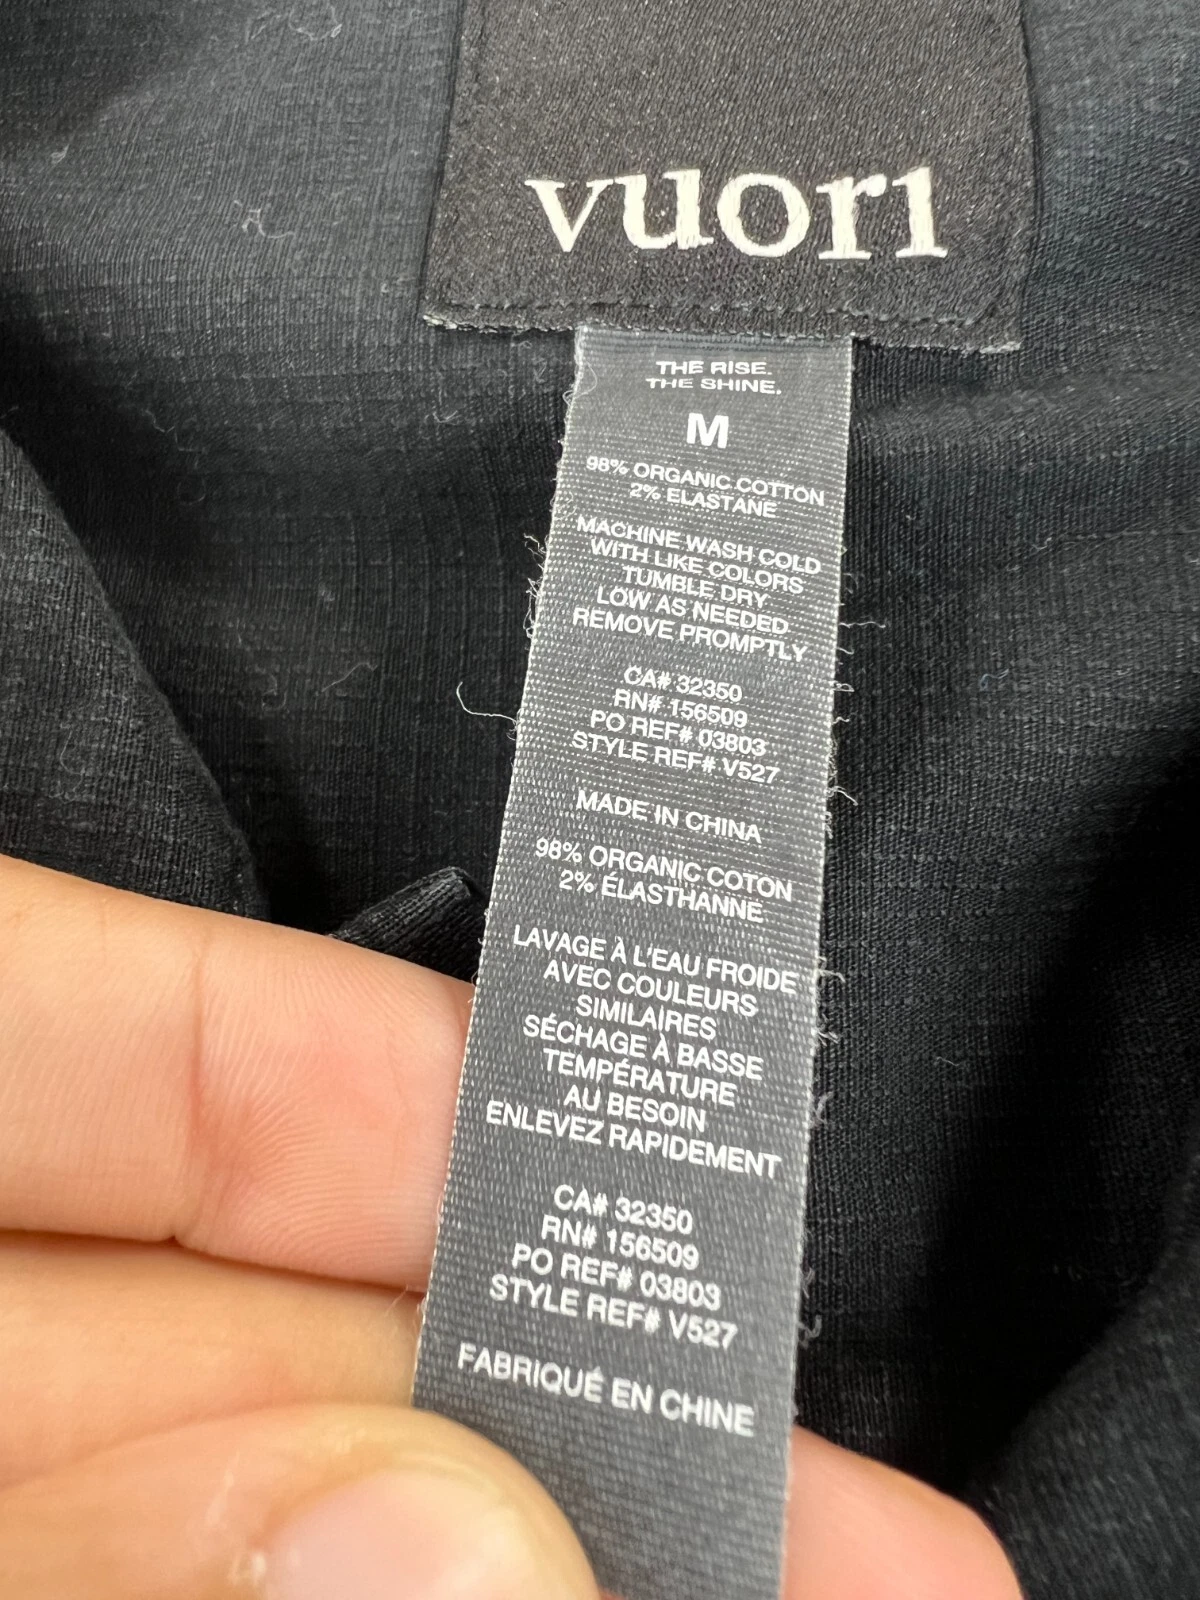 vuori
THE RISE.
THE SHINE.
M
98% ORGANIC COTTON
2% ELASTANE
MACHINE WASH COLD
WITH LIKE COLORS
TUMBLE DRY
LOW AS NEEDED
REMOVE PROMPTLY
CA# 32350
RN# 156509
PO REF# 03803
STYLE REF# V527
MADE IN CHINA
98% ORGANIC COTON
2% ÉLASTHANNE
LAVAGE À L'EAU FROIDE
AVEC COULEURS
SIMILAIRES
SÉCHAGE À BASSE
TEMPÉRATURE
AU BESOIN
ENLEVEZ RAPIDEMENT
CA# 32350
RN# 156509
PO REF# 03803
STYLE REF# V527
FABRIQUÉ EN CHINE